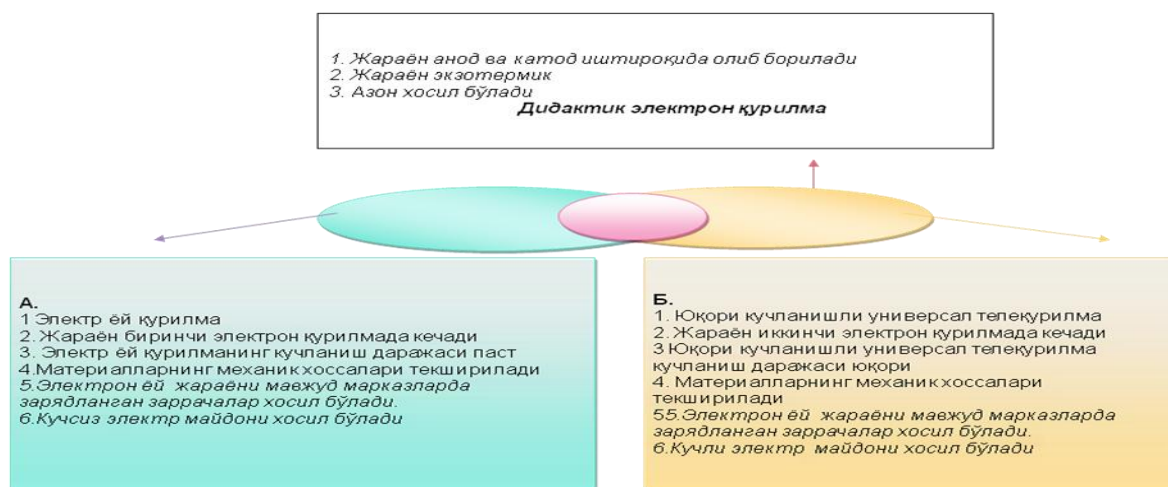 1. Жараён анод ва катод иштироқида олиб борилади
2. Жараён экзотермик
3. Азон хосил бўлади
Дидактик электрон қурилма
А.
1 Электр ёй қурилма
2. Жараён биринчи электрон қурилмада кечади
3. Электр ёй қурилманинг кучланиш даражаси паст
4.Материалларнинг механик хоссалари текширилади
5.Электрон ёй жараёни мавжуд марказларда
зарядланган заррачалар хосил бўлади.
6.Кучсиз электр майдони хосил бўлади
Б.
1. Юқори кучланишли универсал телеқурилма
2. Жараён иккинчи электрон қурилмада кечади
3 Юқори кучланишли универсал телеқурилма
кучланиш даражаси юқори
4. Материалларнинг механик хоссалари
текширилади
55.Электрон ёй жараёни мавжуд марказларда
зарядланган заррачалар хосил бўлади.
6.Кучли электр майдони хосил бўлади